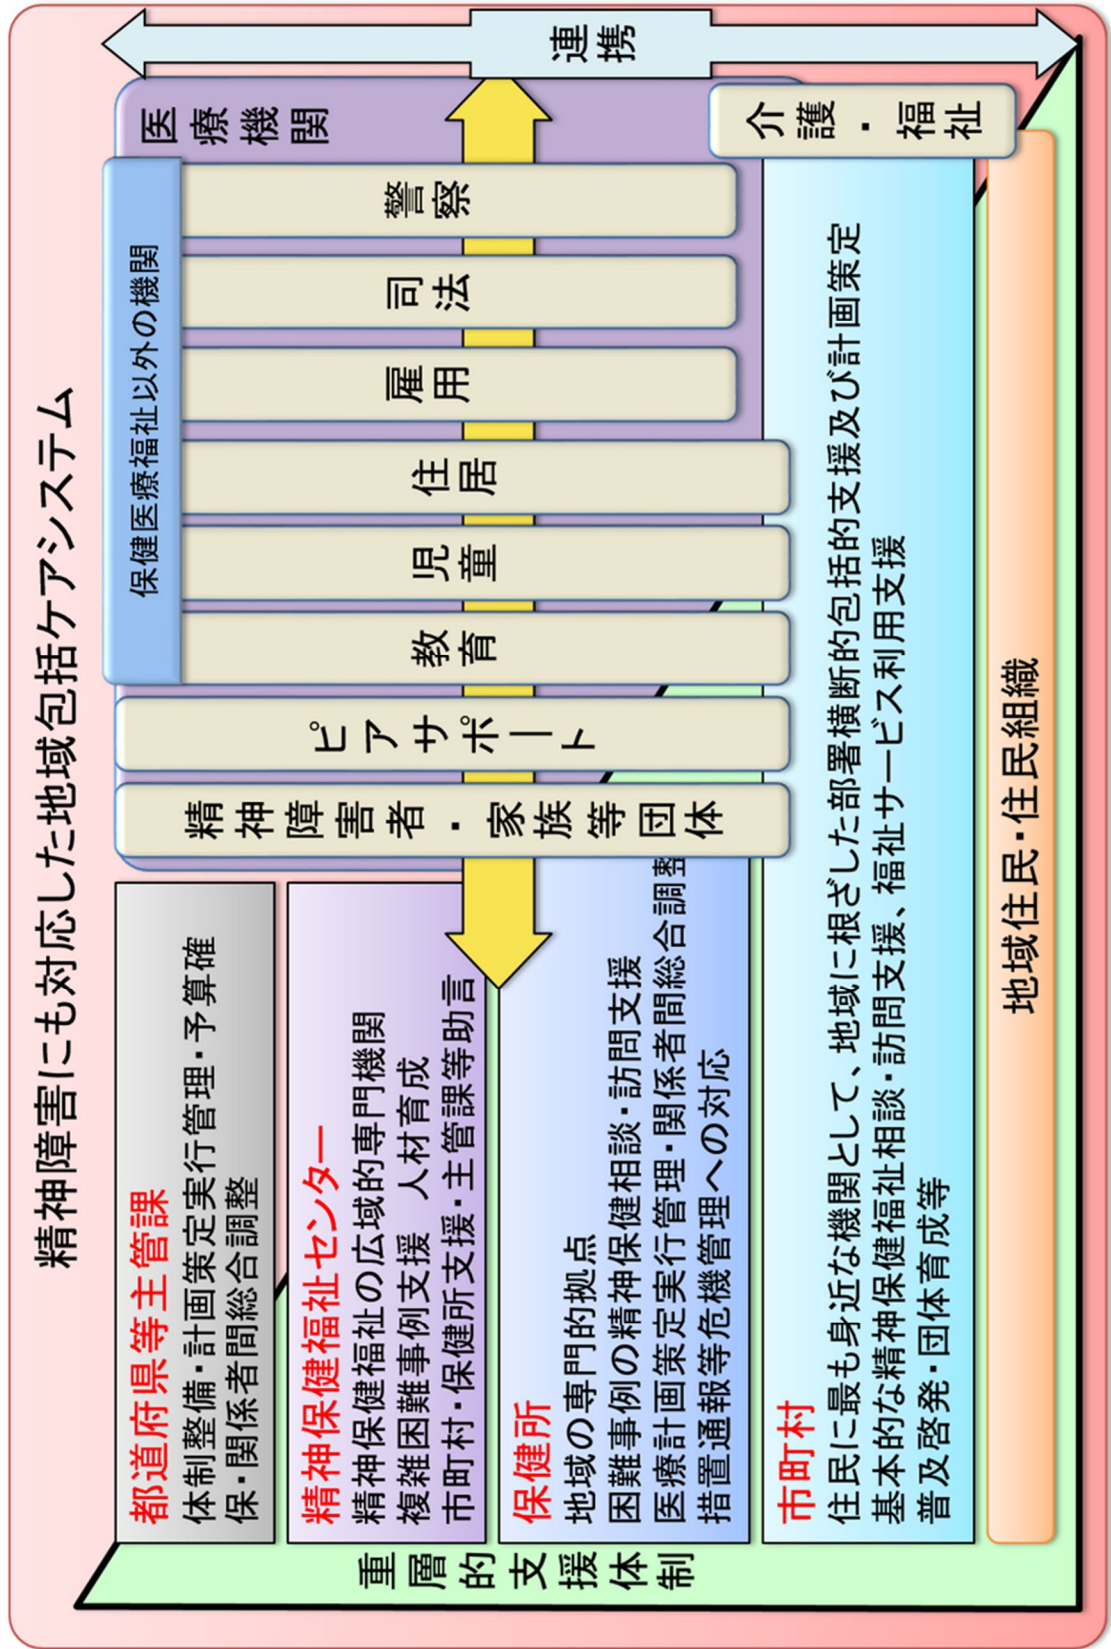 精神障害にも対応した地域包括ケアシステム
都道府県等主管課
体制整備・計画策定実行管理・予算確
保・関係者間総合調整
精神保健福祉センター
精神保健福祉の広域的専門機関
複雑困難事例支援 人材育成
市町村・保健所支援・主管課等助言
保健所
地域の専門的拠点
困難事例の精神保健相談・訪問支援
医療計画策定実行管理・関係者間総合調整
措置通報等危機管理への対応
市町村
住民に最も身近な機関として、地域に根ざした部署横断的包括的支援及び計画策定
基本的な精神保健福祉相談・訪問支援、福祉サービス利用支援
普及啓発・団体育成等
地域住民・住民組織
重層的支援体制
精神障害者・家族等団体
ピアサポート
保健医療福祉以外の機関
教育
児童
住居
雇用
司法
警察
医療機関
介護・福祉
連携